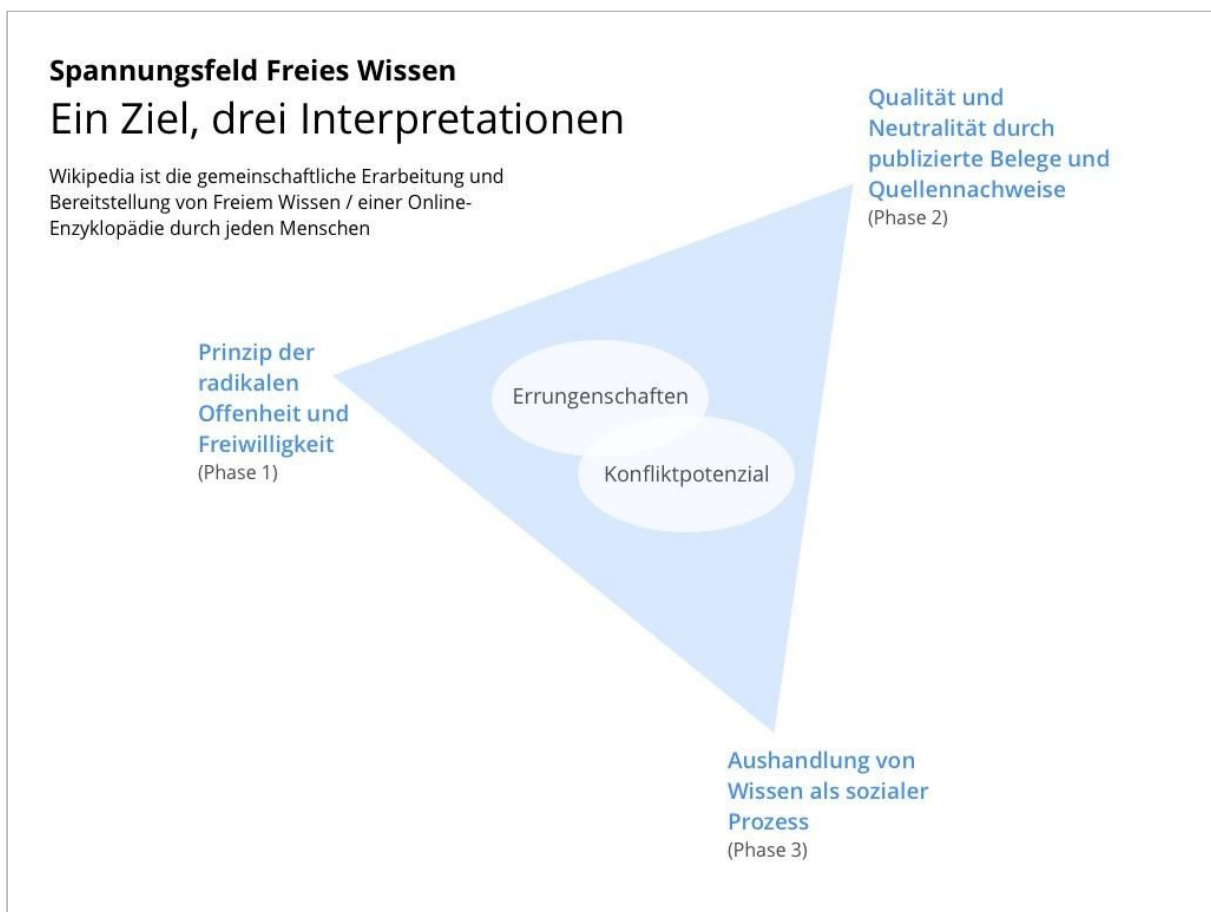 Spannungsfeld Freies Wissen
Ein Ziel, drei Interpretationen
Wikipedia ist die gemeinschaftliche Erarbeitung und
Bereitstellung von Freiem Wissen / einer Online-
Enzyklopädie durch jeden Menschen
Qualität und
Neutralität durch
publizierte Belege und
Quellennachweise
(Phase 2)
Prinzip der
radikalen
Offenheit und
Freiwilligkeit
(Phase 1)
Errungenschaften
Konfliktpotenzial
Aushandlung von
Wissen als sozialer
Prozess
(Phase 3)